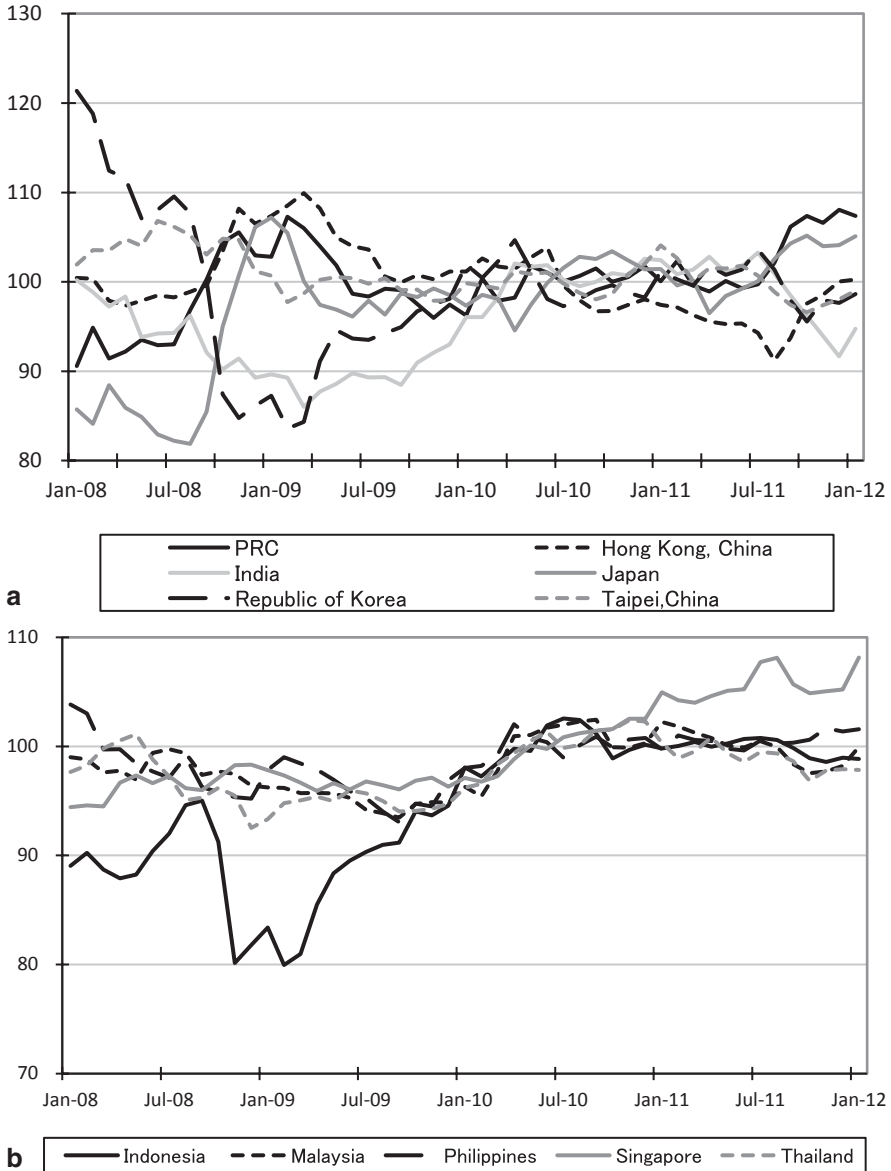 130
120
110
100
90
80
Jan-08 Jul-08 Jan-09 Jul-09 Jan-10 Jul-10 Jan-11 Jul-11 Jan-12
PRC Hong Kong, China
India Japan
Republic of Korea Taipei,China
a
110
100
90
80
70
Jan-08 Jul-08 Jan-09 Jul-09 Jan-10 Jul-10 Jan-11 Jul-11 Jan-12
b Indonesia Malaysia Philippines Singapore Thailand